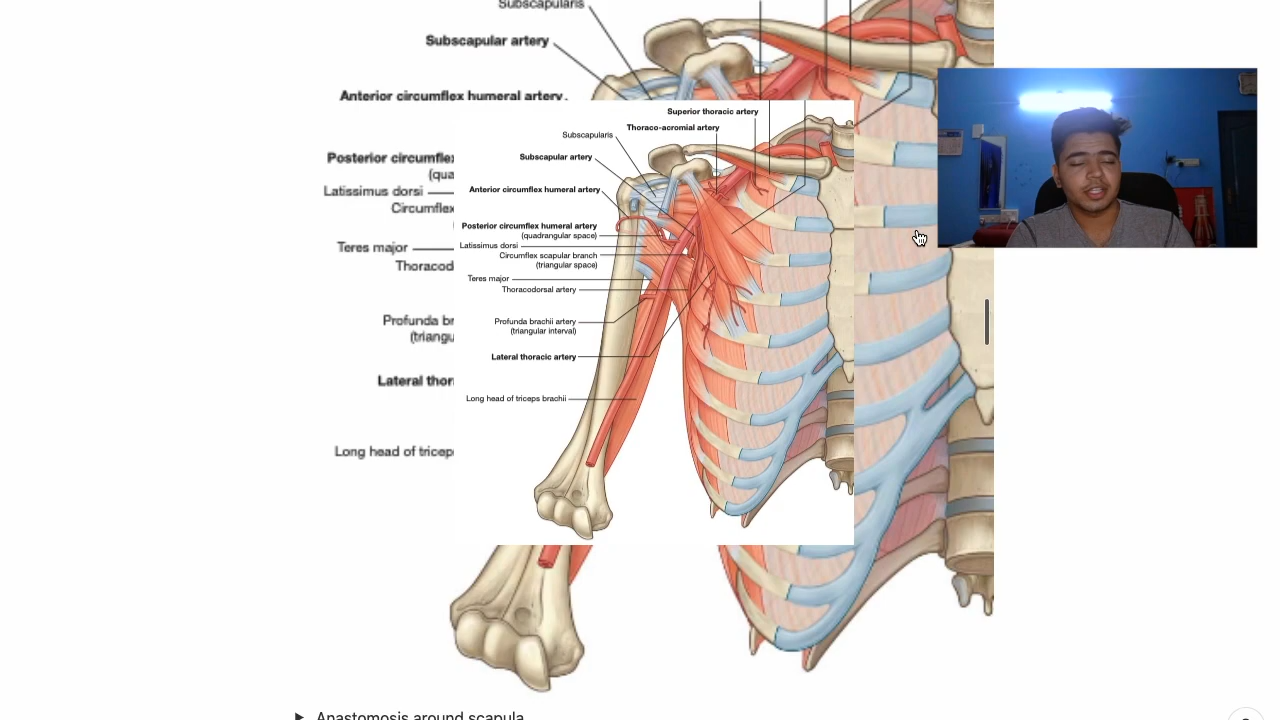 Subscapularis
Subscapular artery
Anterior circumflex humeral artery
Posterior circumfle
(qua
Latissimus dorsi
Circumflex
Teres major
Thoracod
Profunda br
(triangu
Lateral thor
Long head of tricep
Superior thoracic artery
Thoraco-acromial artery
Subscapularis
Subscapular artery
Anterior circumflex humeral artery
Posterior circumflex humeral artery
(quadrangular space)
Latissimus dorsi
Circumflex scapular branch
(triangular space)
Teres major
Thoracodorsal artery
Profunda brachii artery
(triangular interval)
Lateral thoracic artery
Long head of triceps brachii
Anastomosis around scapula